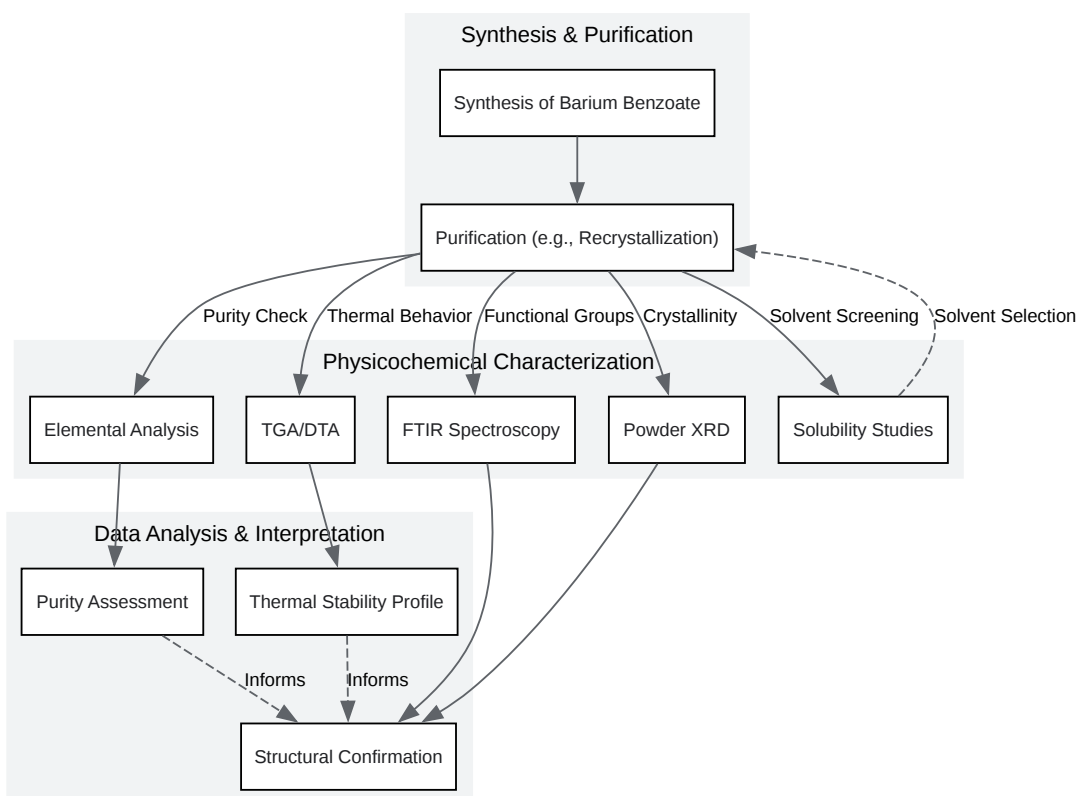 Synthesis & Purification
Synthesis of Barium Benzoate
Purification (e.g., Recrystallization)
Purity Check
Thermal Behavior
Functional Groups
Crystallinity
Solvent Screening
Solvent Selection
Physicochemical Characterization
Elemental Analysis
TGA/DTA
FTIR Spectroscopy
Powder XRD
Solubility Studies
Data Analysis & Interpretation
Purity Assessment
Thermal Stability Profile
Informs
Informs
Structural Confirmation